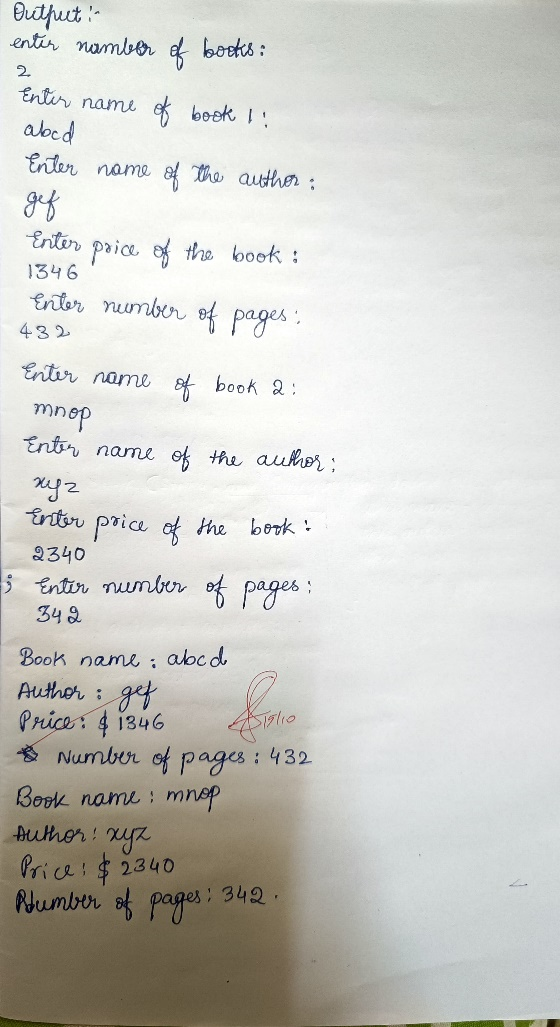 Output :-
enter number of books :
2
Enter name of book 1 :
abcd
Enter name of the author :
gef
Enter price of the book :
1346
Enter number of pages :
432
Enter name of book 2 :
mnop
Enter name of the author :
xyz
Enter price of the book :
2340
; Enter number of pages :
342
Book name : abcd
Author : gef
Price : $ 1346
15/10
Number of pages : 432
Book name : mnop
Author : xyz
Price : $ 2340
Number of pages : 342 .